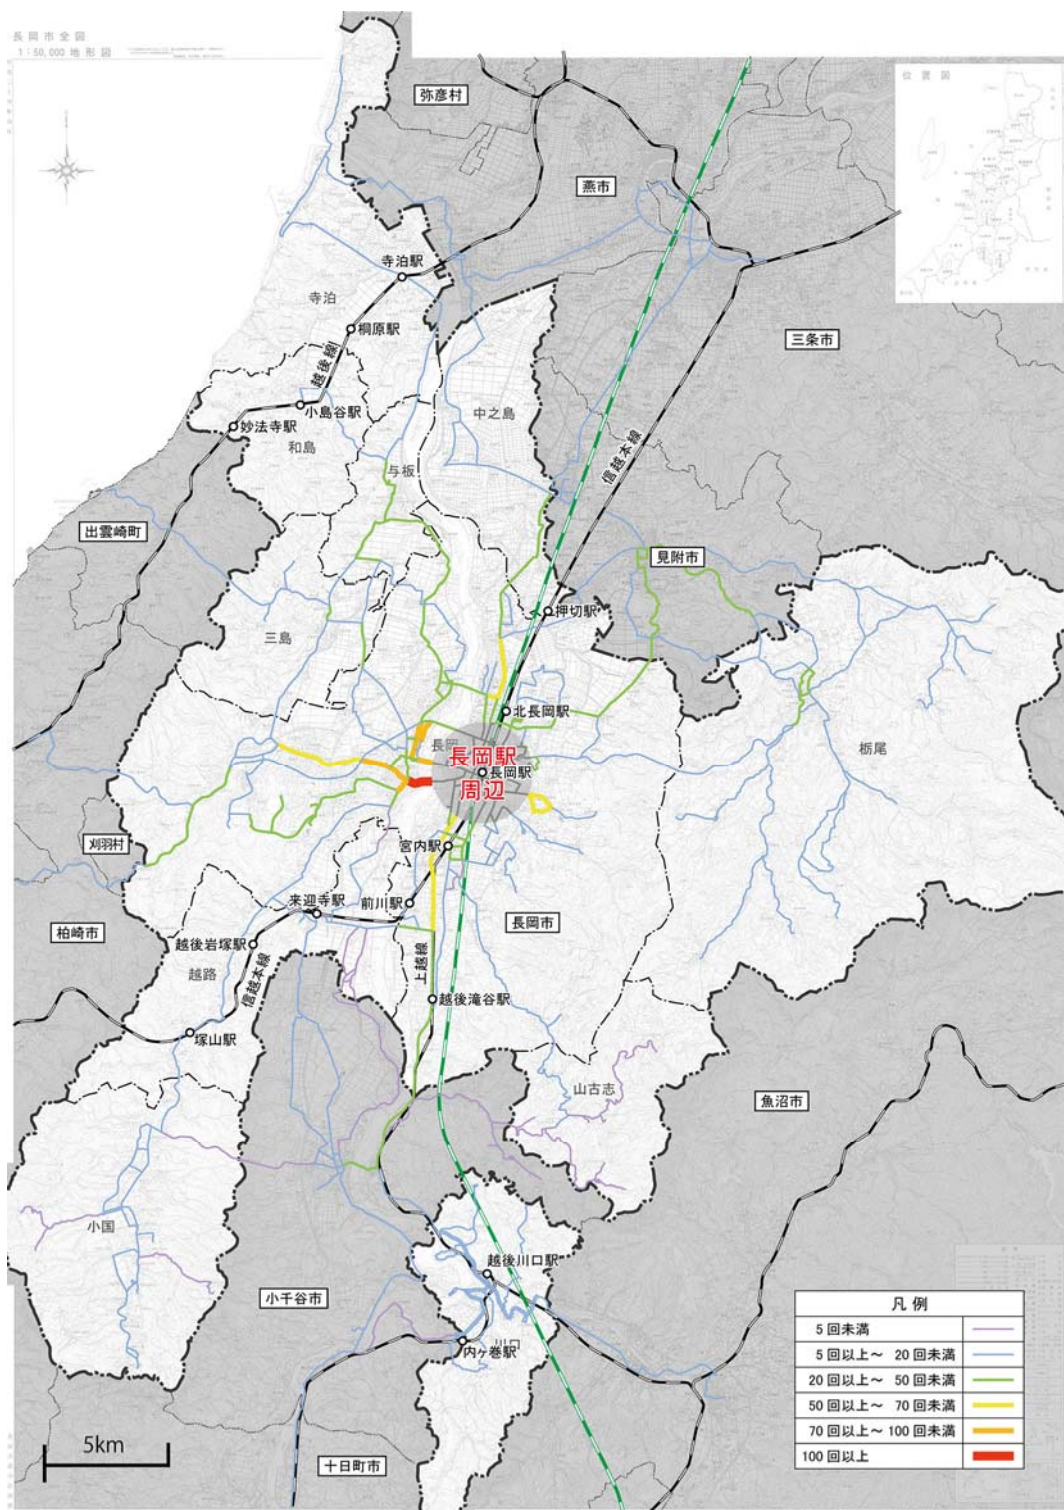 長岡市全図
1:50,000 地形図
位置図
弥彦村
燕市
寺泊駅
寺泊
桐原駅
越後線
三条市
小島谷駅
中之島
妙法寺駅
和島
信越本線
与板
出雲崎町
見附市
押切駅
三島
北長岡駅
長岡
栃尾
長岡駅
周辺
長岡駅
刈羽村
宮内駅
来迎寺駅
前川駅
長岡市
柏崎市
越後岩塚駅
越路
信越本線
上越線
越後滝谷駅
塚山駅
山古志
魚沼市
小国
越後川口駅
小千谷市
川口
内ヶ巻駅
凡例
5回未満
5回以上～ 20回未満
20回以上～ 50回未満
50回以上～ 70回未満
70回以上～100回未満
100回以上
5km
十日町市